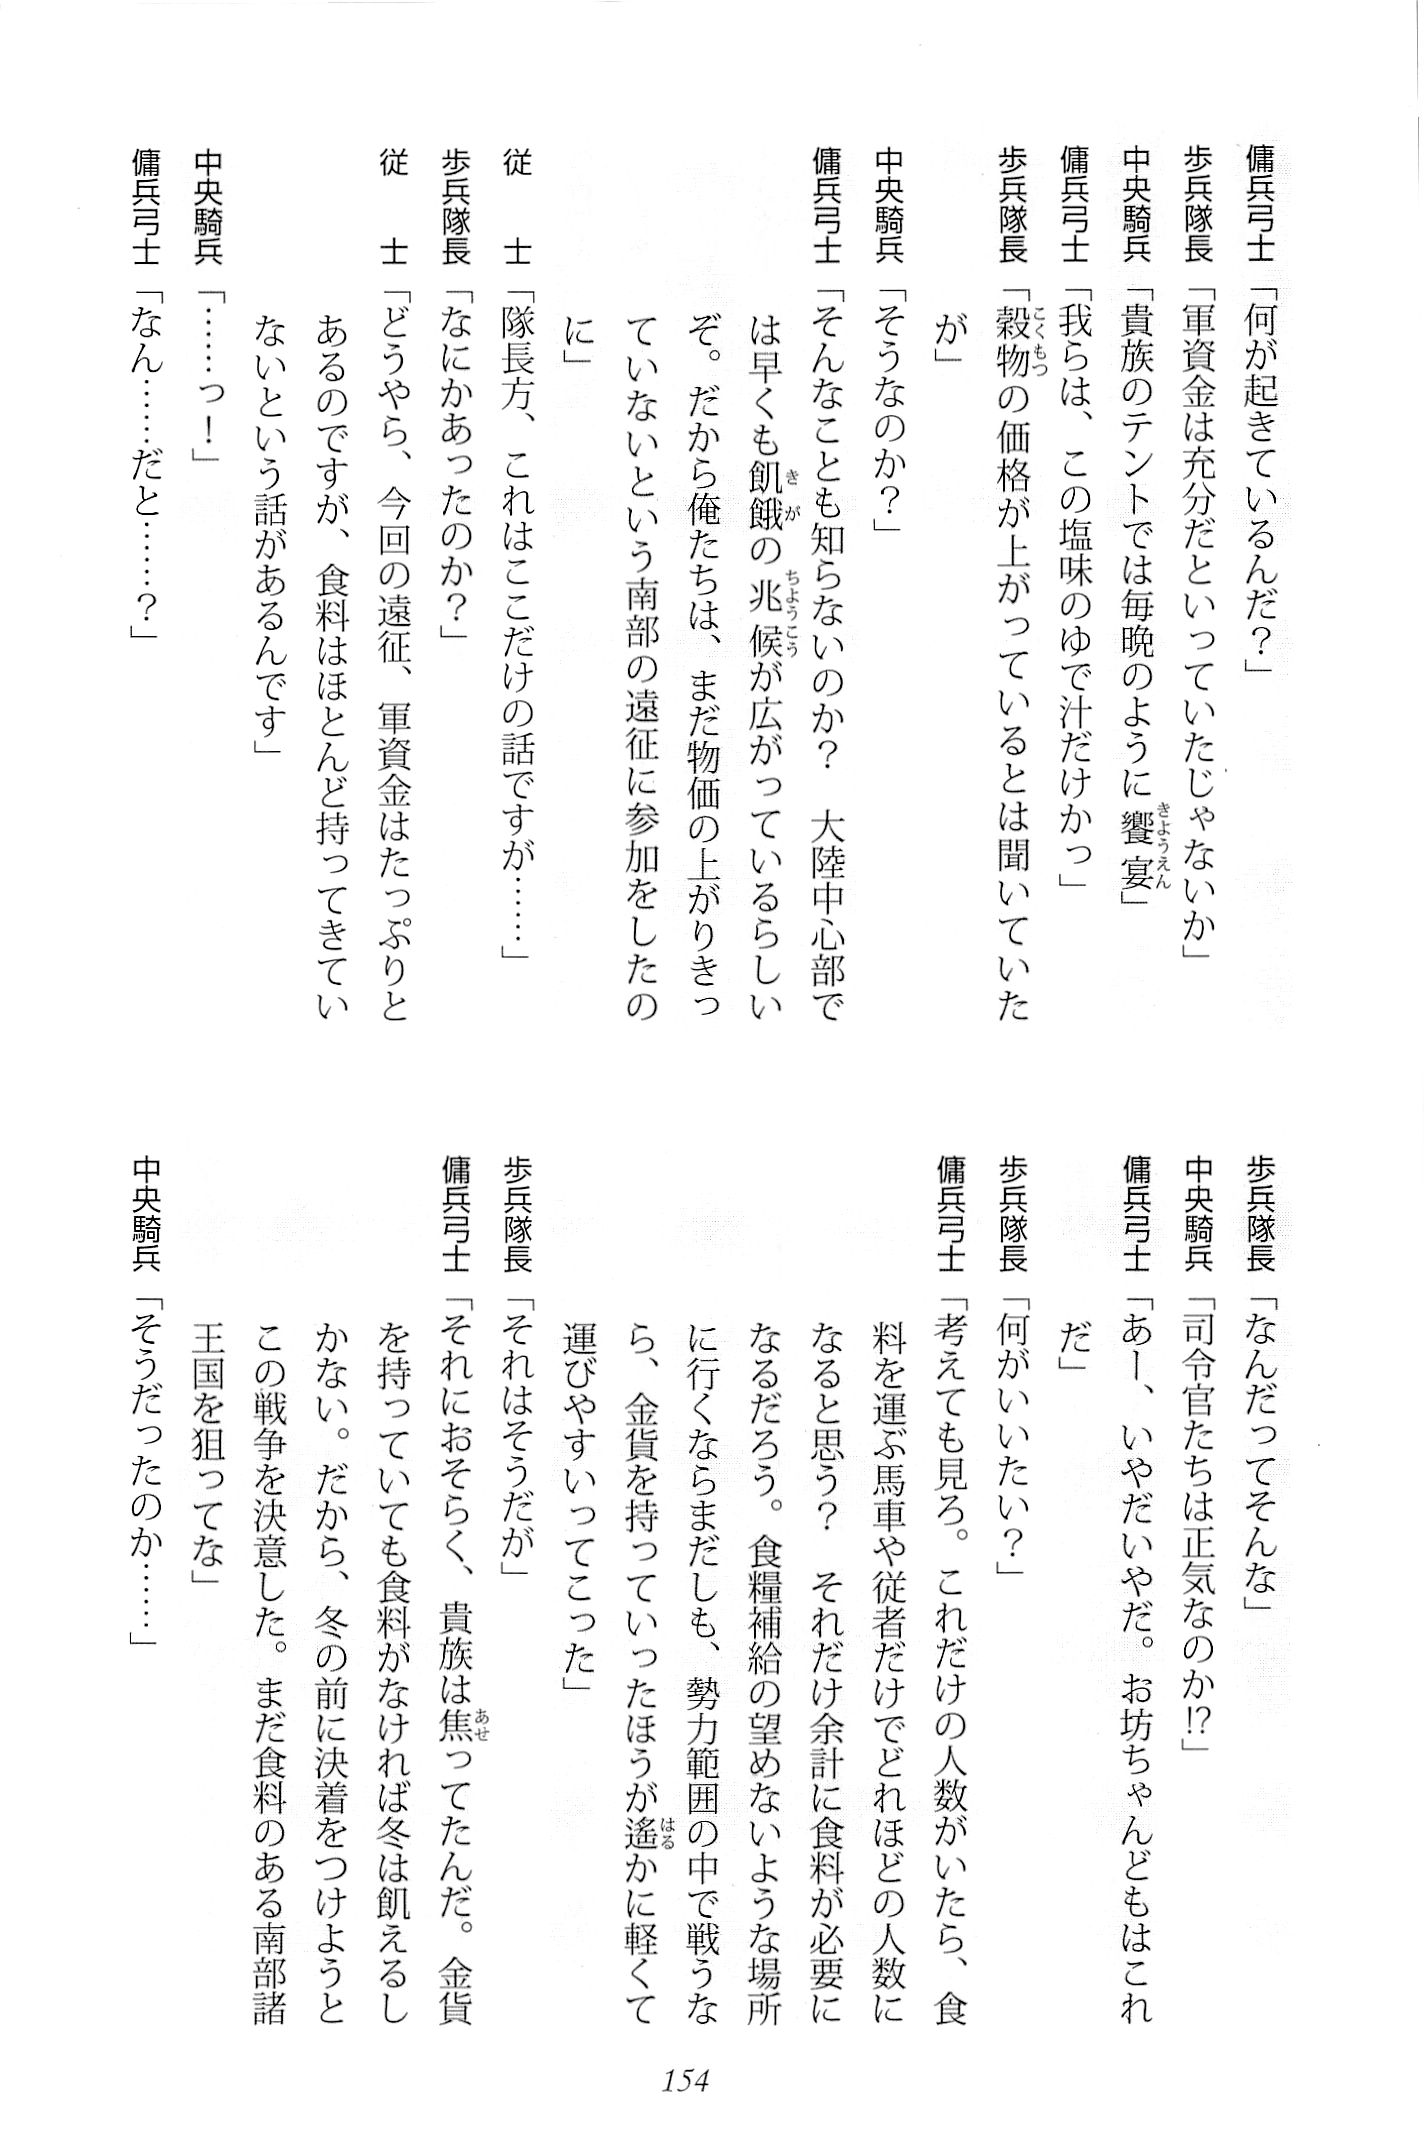 傭兵弓士「何が起きているんだ？」
歩兵隊長「軍資金は充分だといっていたじゃないか」
中央騎兵「貴族のテントでは毎晩のように饗宴」
傭兵弓士「我らは、この塩味のゆで汁だけかっ」
歩兵隊長「穀物の価格が上がっているとは聞いていた
が」
中央騎兵「そうなのか？」
傭兵弓士「そんなことも知らないのか？　大陸中心部で
は早くも飢餓の兆候が広がっているらしい
ぞ。だから俺たちは、まだ物価の上がりきっ
ていないという南部の遠征に参加をしたの
に」
従　士「隊長方、これはここだけの話ですが……」
歩兵隊長「なにかあったのか？」
従　士「どうやら、今回の遠征、軍資金はたっぷりと
あるのですが、食料はほとんど持ってきてい
ないという話があるんです」
中央騎兵「……っ！」
傭兵弓士「なん……だと……？」
歩兵隊長「なんだってそんな」
中央騎兵「司令官たちは正気なのか!?」
傭兵弓士「あー、いやだいやだ。お坊ちゃんどもはこれ
だ」
歩兵隊長「何がいいたい？」
傭兵弓士「考えても見ろ。これだけの人数がいたら、食
料を運ぶ馬車や従者だけでどれほどの人数に
なると思う？　それだけ余計に食料が必要に
なるだろう。食糧補給の望めないような場所
に行くならまだしも、勢力範囲の中で戦うな
ら、金貨を持っていったほうが遙かに軽くて
運びやすいってこった」
歩兵隊長「それはそうだが」
傭兵弓士「それにおそらく、貴族は焦ってたんだ。金貨
を持っていても食料がなければ冬は飢えるし
かない。だから、冬の前に決着をつけようと
この戦争を決意した。まだ食料のある南部諸
王国を狙ってな」
中央騎兵「そうだったのか……」
154